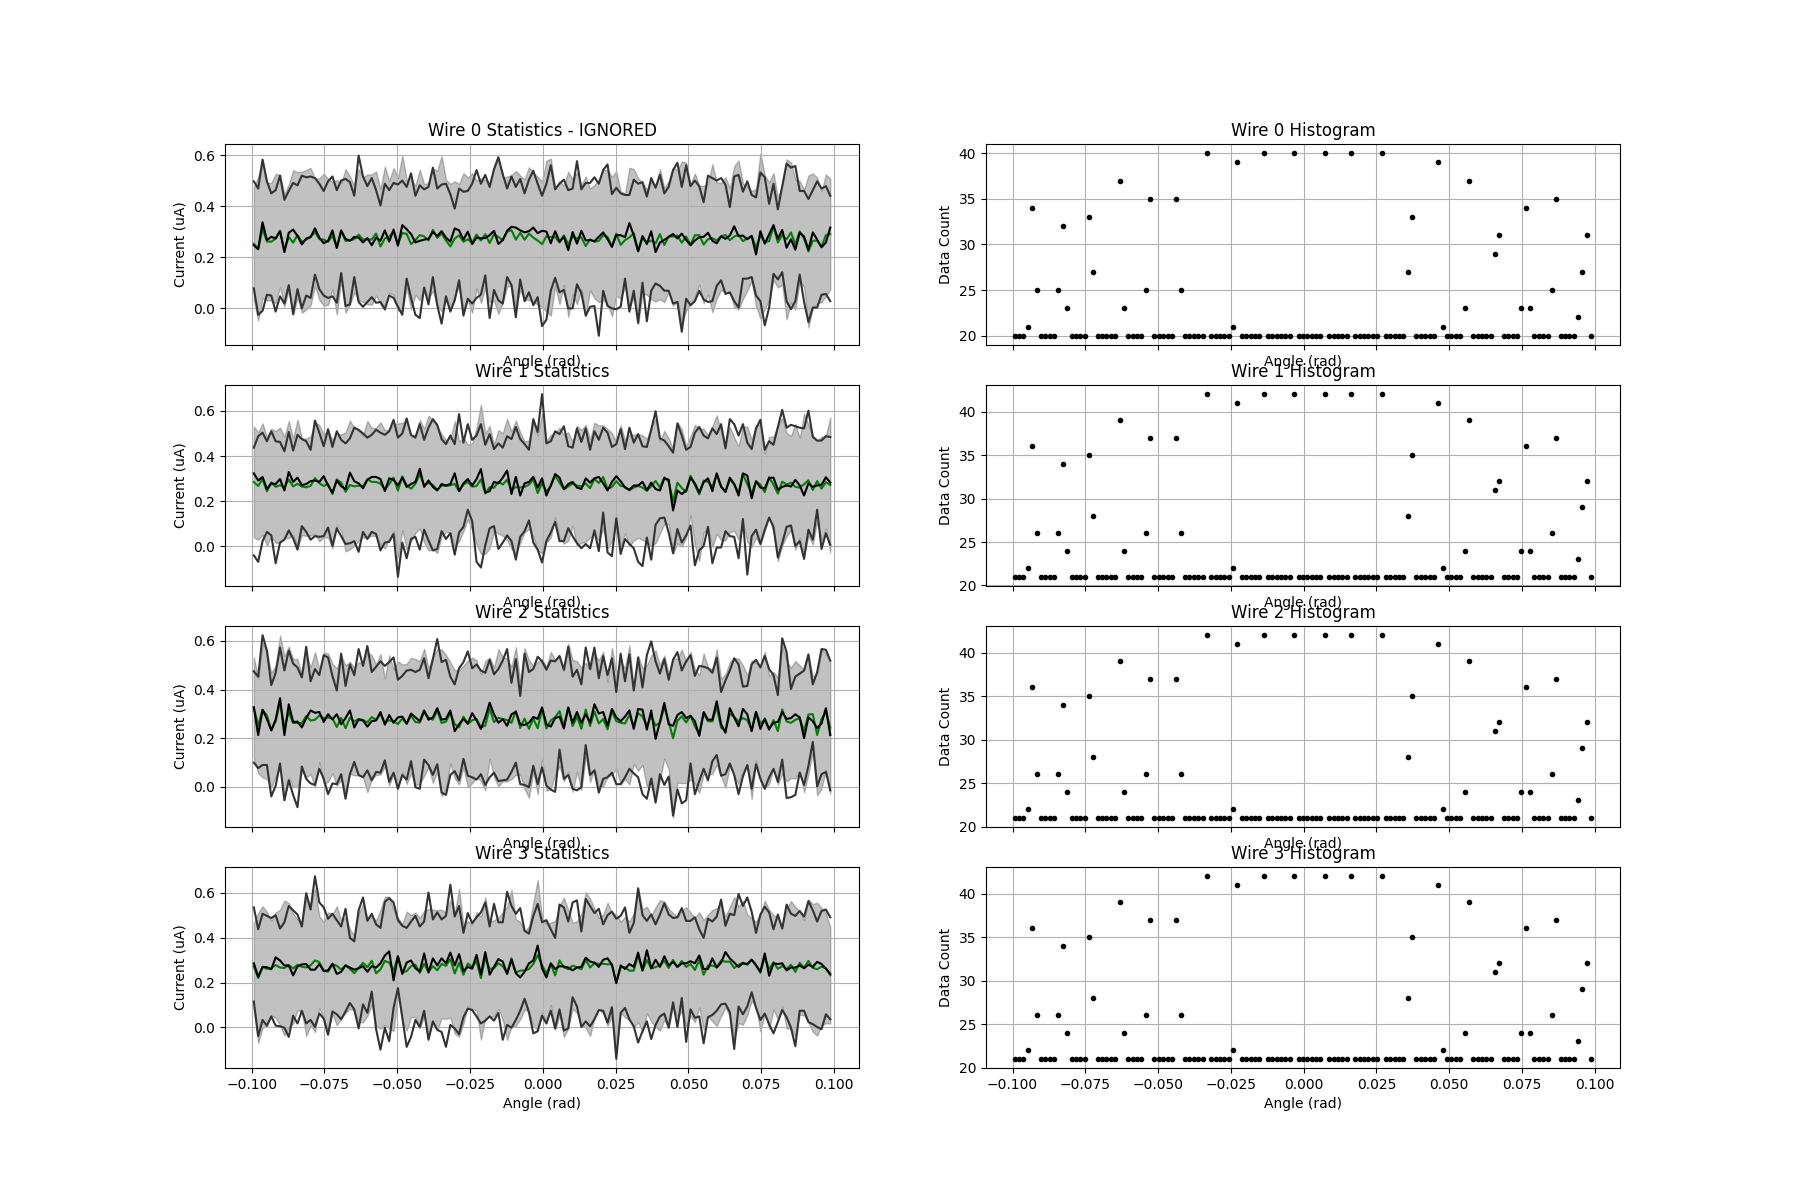 Wire 0 Statistics - IGNORED
Wire 0 Histogram
Current (uA)
0.6
0.4
0.2
0.0
Angle (rad)
Data Count
40
35
30
25
20
Angle (rad)
Wire 1 Statistics
Wire 1 Histogram
Current (uA)
0.6
0.4
0.2
0.0
Angle (rad)
Data Count
40
35
30
25
20
Angle (rad)
Wire 2 Statistics
Wire 2 Histogram
Current (uA)
0.6
0.4
0.2
0.0
Angle (rad)
Data Count
40
35
30
25
20
Angle (rad)
Wire 3 Statistics
Wire 3 Histogram
Current (uA)
0.6
0.4
0.2
0.0
−0.100 −0.075 −0.050 −0.025 0.000 0.025 0.050 0.075 0.100
Angle (rad)
Data Count
40
35
30
25
20
−0.100 −0.075 −0.050 −0.025 0.000 0.025 0.050 0.075 0.100
Angle (rad)